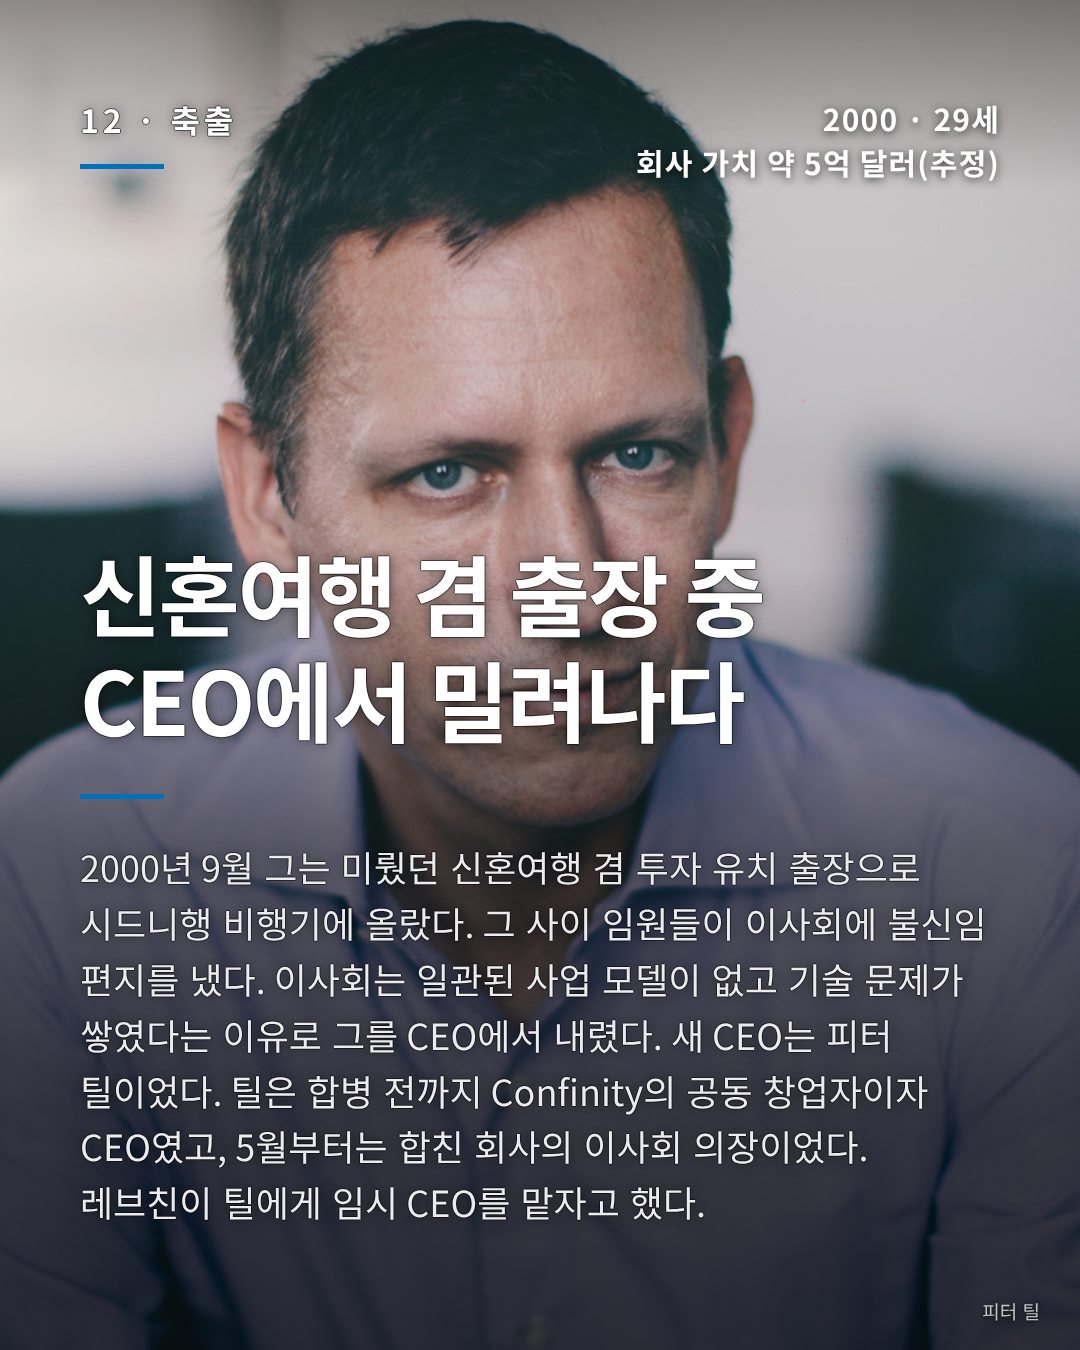 12 · 축출
2000 · 29세
회사 가치 약 5억 달러(추정)
신혼여행 겸 출장 중
CEO에서 밀려나다
2000년 9월 그는 미뤘던 신혼여행 겸 투자 유치 출장으로
시드니행 비행기에 올랐다. 그 사이 임원들이 이사회에 불신임
편지를 냈다. 이사회는 일관된 사업 모델이 없고 기술 문제가
쌓였다는 이유로 그를 CEO에서 내렸다. 새 CEO는 피터
틸이었다. 틸은 합병 전까지 Confinity의 공동 창업자이자
CEO였고, 5월부터는 합친 회사의 이사회 의장이었다.
레브친이 틸에게 임시 CEO를 맡자고 했다.
피터 틸